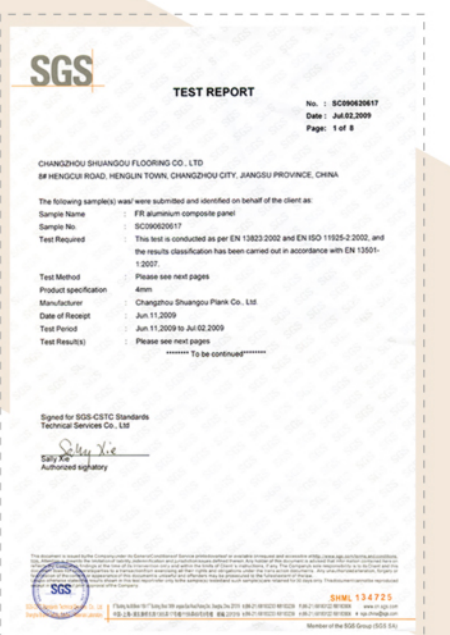 SGS
TEST REPORT
No. : SC090620617
Date : Jul.02,2009
Page: 1 of 8
CHANGZHOU SHUANGOU FLOORING CO., LTD
8# HENGCUI ROAD, HENGLIN TOWN, CHANGZHOU CITY, JIANGSU PROVINCE, CHINA
The following sample(s) was/ were submitted and identified on behalf of the client as:
Sample Name : FR aluminium composite panel
Sample No. : SC090620617
Test Required : This test is conducted as per EN 13823:2002 and EN ISO 11925-2:2002, and
the results classification has been carried out in accordance with EN 13501-
1:2007.
Test Method : Please see next pages
Product specification : 4mm
Manufacturer : Changzhou Shuangou Plank Co., Ltd.
Date of Receipt : Jun.11,2009
Test Period : Jun.11,2009 to Jul.02.2009
Test Result(s) : Please see next pages
******** To be continued********
Signed for SGS-CSTC Standards
Technical Services Co., Ltd
Sally Xie
Sally Xie
Authorized signatory
SGS
SHML 134725
Member of the SGS Group (SGS SA)